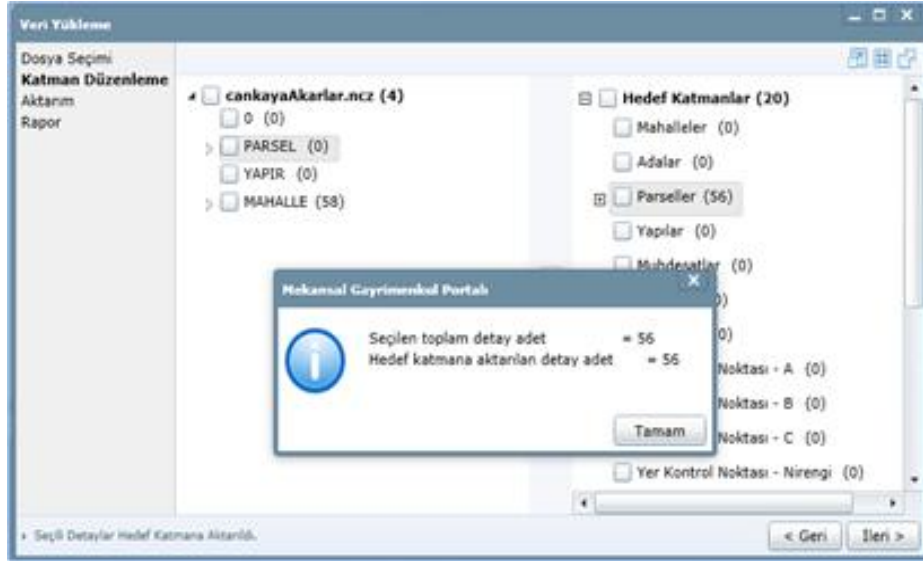 Veri Yükleme
Dosya Seçimi
Katman Düzenleme
Aktarım
Rapor
cankayaAkarlar.ncz (4)
0 (0)
PARSEL (0)
YAPIR (0)
MAHALLE (58)
Hedef Katmanlar (20)
Mahalleler (0)
Adalar (0)
Parseller (56)
Yapılar (0)
Muhdesatlar (0)
Mekansal Gayrimenkul Portalı
Seçilen toplam detay adet = 56
Hedef katmana aktarılan detay adet = 56
Tamam
0)
Noktası - A (0)
Noktası - B (0)
Noktası - C (0)
Yer Kontrol Noktası - Nirengi (0)
Seçili Detaylar Hedef Katmana Aktarıldı.
< Geri
İleri >